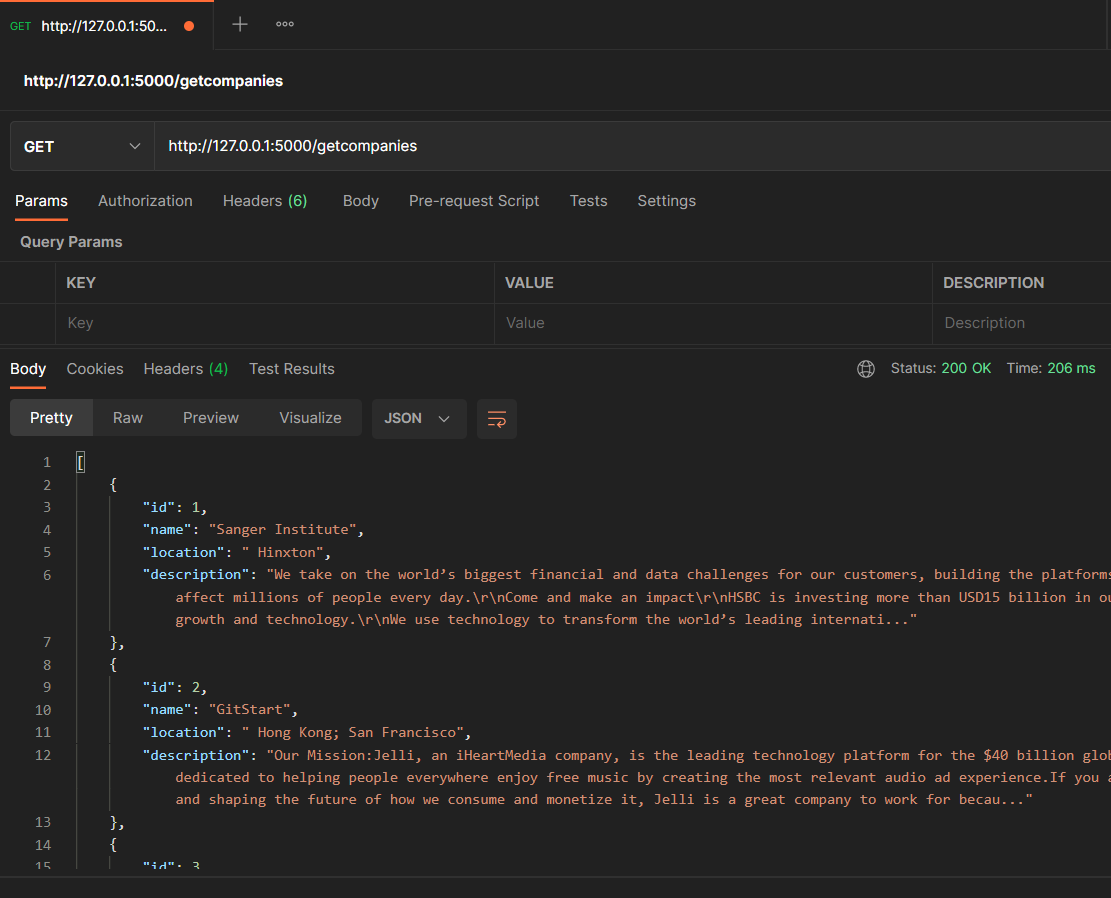 GET http://127.0.0.1:50...
http://127.0.0.1:5000/getcompanies
GET http://127.0.0.1:5000/getcompanies
Params Authorization Headers (6) Body Pre-request Script Tests Settings
Query Params
KEY VALUE DESCRIPTION
Key Value Description
Body Cookies Headers (4) Test Results Status: 200 OK Time: 206 ms
Pretty Raw Preview Visualize JSON
1 [
2 {
3 "id": 1,
4 "name": "Sanger Institute",
5 "location": " Hinxton",
6 "description": "We take on the world’s biggest financial and data challenges for our customers, building the platforms
affect millions of people every day.\r\nCome and make an impact\r\nHSBC is investing more than USD15 billion in ou
growth and technology.\r\nWe use technology to transform the world’s leading internati..."
7 },
8 {
9 "id": 2,
10 "name": "GitStart",
11 "location": " Hong Kong; San Francisco",
12 "description": "Our Mission:Jelli, an iHeartMedia company, is the leading technology platform for the $40 billion glob
dedicated to helping people everywhere enjoy free music by creating the most relevant audio ad experience.If you a
and shaping the future of how we consume and monetize it, Jelli is a great company to work for becau..."
13 },
14 {
15 "id": 3